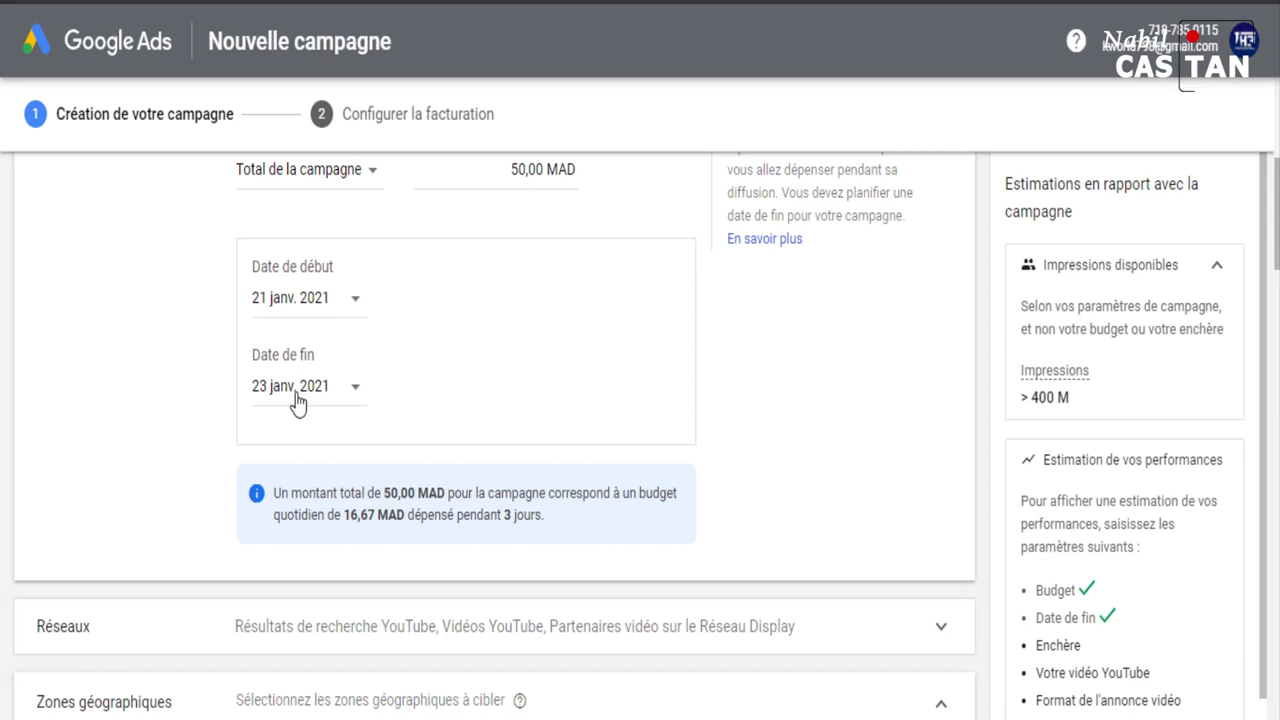 Google Ads
Nouvelle campagne
Nabil
CAS TAN
1 Création de votre campagne
2 Configurer la facturation
Total de la campagne
50,00 MAD
vous allez dépenser pendant sa
diffusion. Vous devez planifier une
date de fin pour votre campagne.
En savoir plus
Date de début
21 janv. 2021
Date de fin
23 janv. 2021
Un montant total de 50,00 MAD pour la campagne correspond à un budget
quotidien de 16,67 MAD dépensé pendant 3 jours.
Réseaux
Résultats de recherche YouTube, Vidéos YouTube, Partenaires vidéo sur le Réseau Display
Zones géographiques
Sélectionnez les zones géographiques à cibler
Estimations en rapport avec la
campagne
Impressions disponibles
Selon vos paramètres de campagne,
et non votre budget ou votre enchère
Impressions
> 400 M
Estimation de vos performances
Pour afficher une estimation de vos
performances, saisissez les
paramètres suivants :
• Budget
• Date de fin
• Enchère
• Votre vidéo YouTube
• Format de l'annonce vidéo